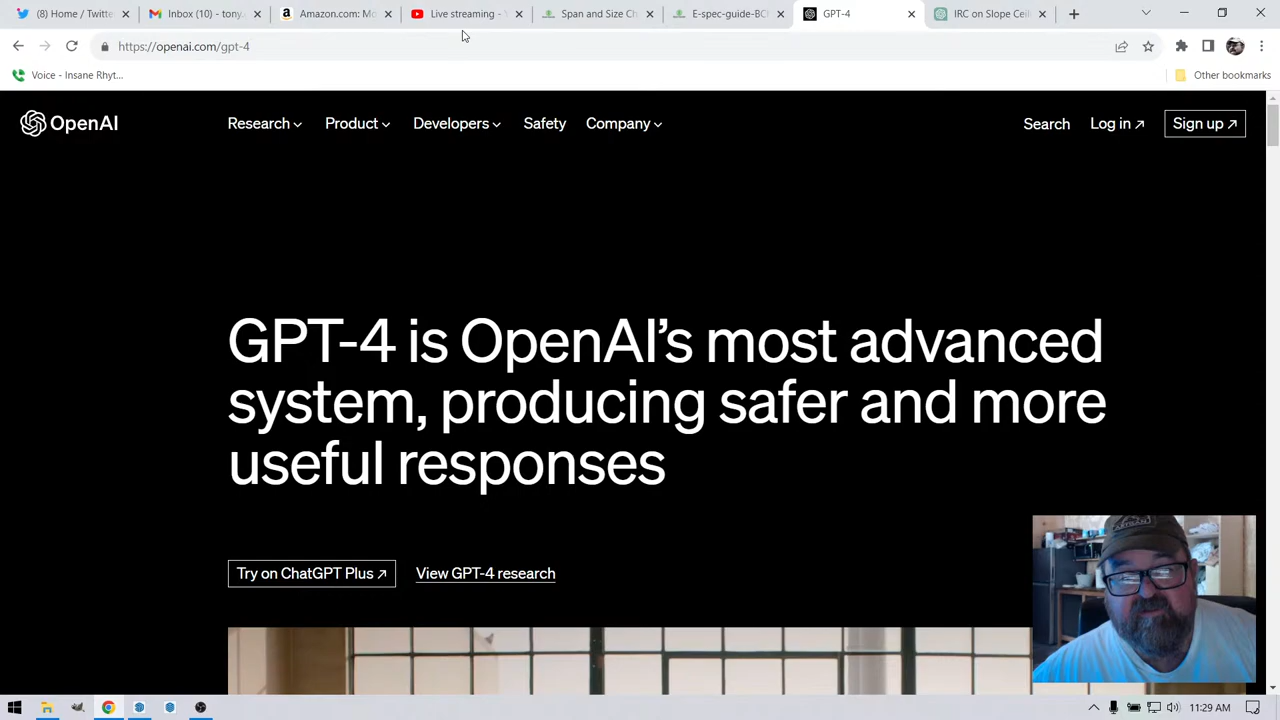 (8) Home / Twitte
Inbox (10) - tony.
Amazon.com: Mo
Live streaming -
Span and Size Ch
E-spec-guide-BCI
GPT-4
IRC on Slope Ceil
https://openai.com/gpt-4
Voice - Insane Rhyt...
Other bookmarks
OpenAI
Research
Product
Developers
Safety
Company
Search
Log in ↗
Sign up ↗
GPT-4 is OpenAI’s most advanced
system, producing safer and more
useful responses
Try on ChatGPT Plus ↗
View GPT-4 research
11:29 AM